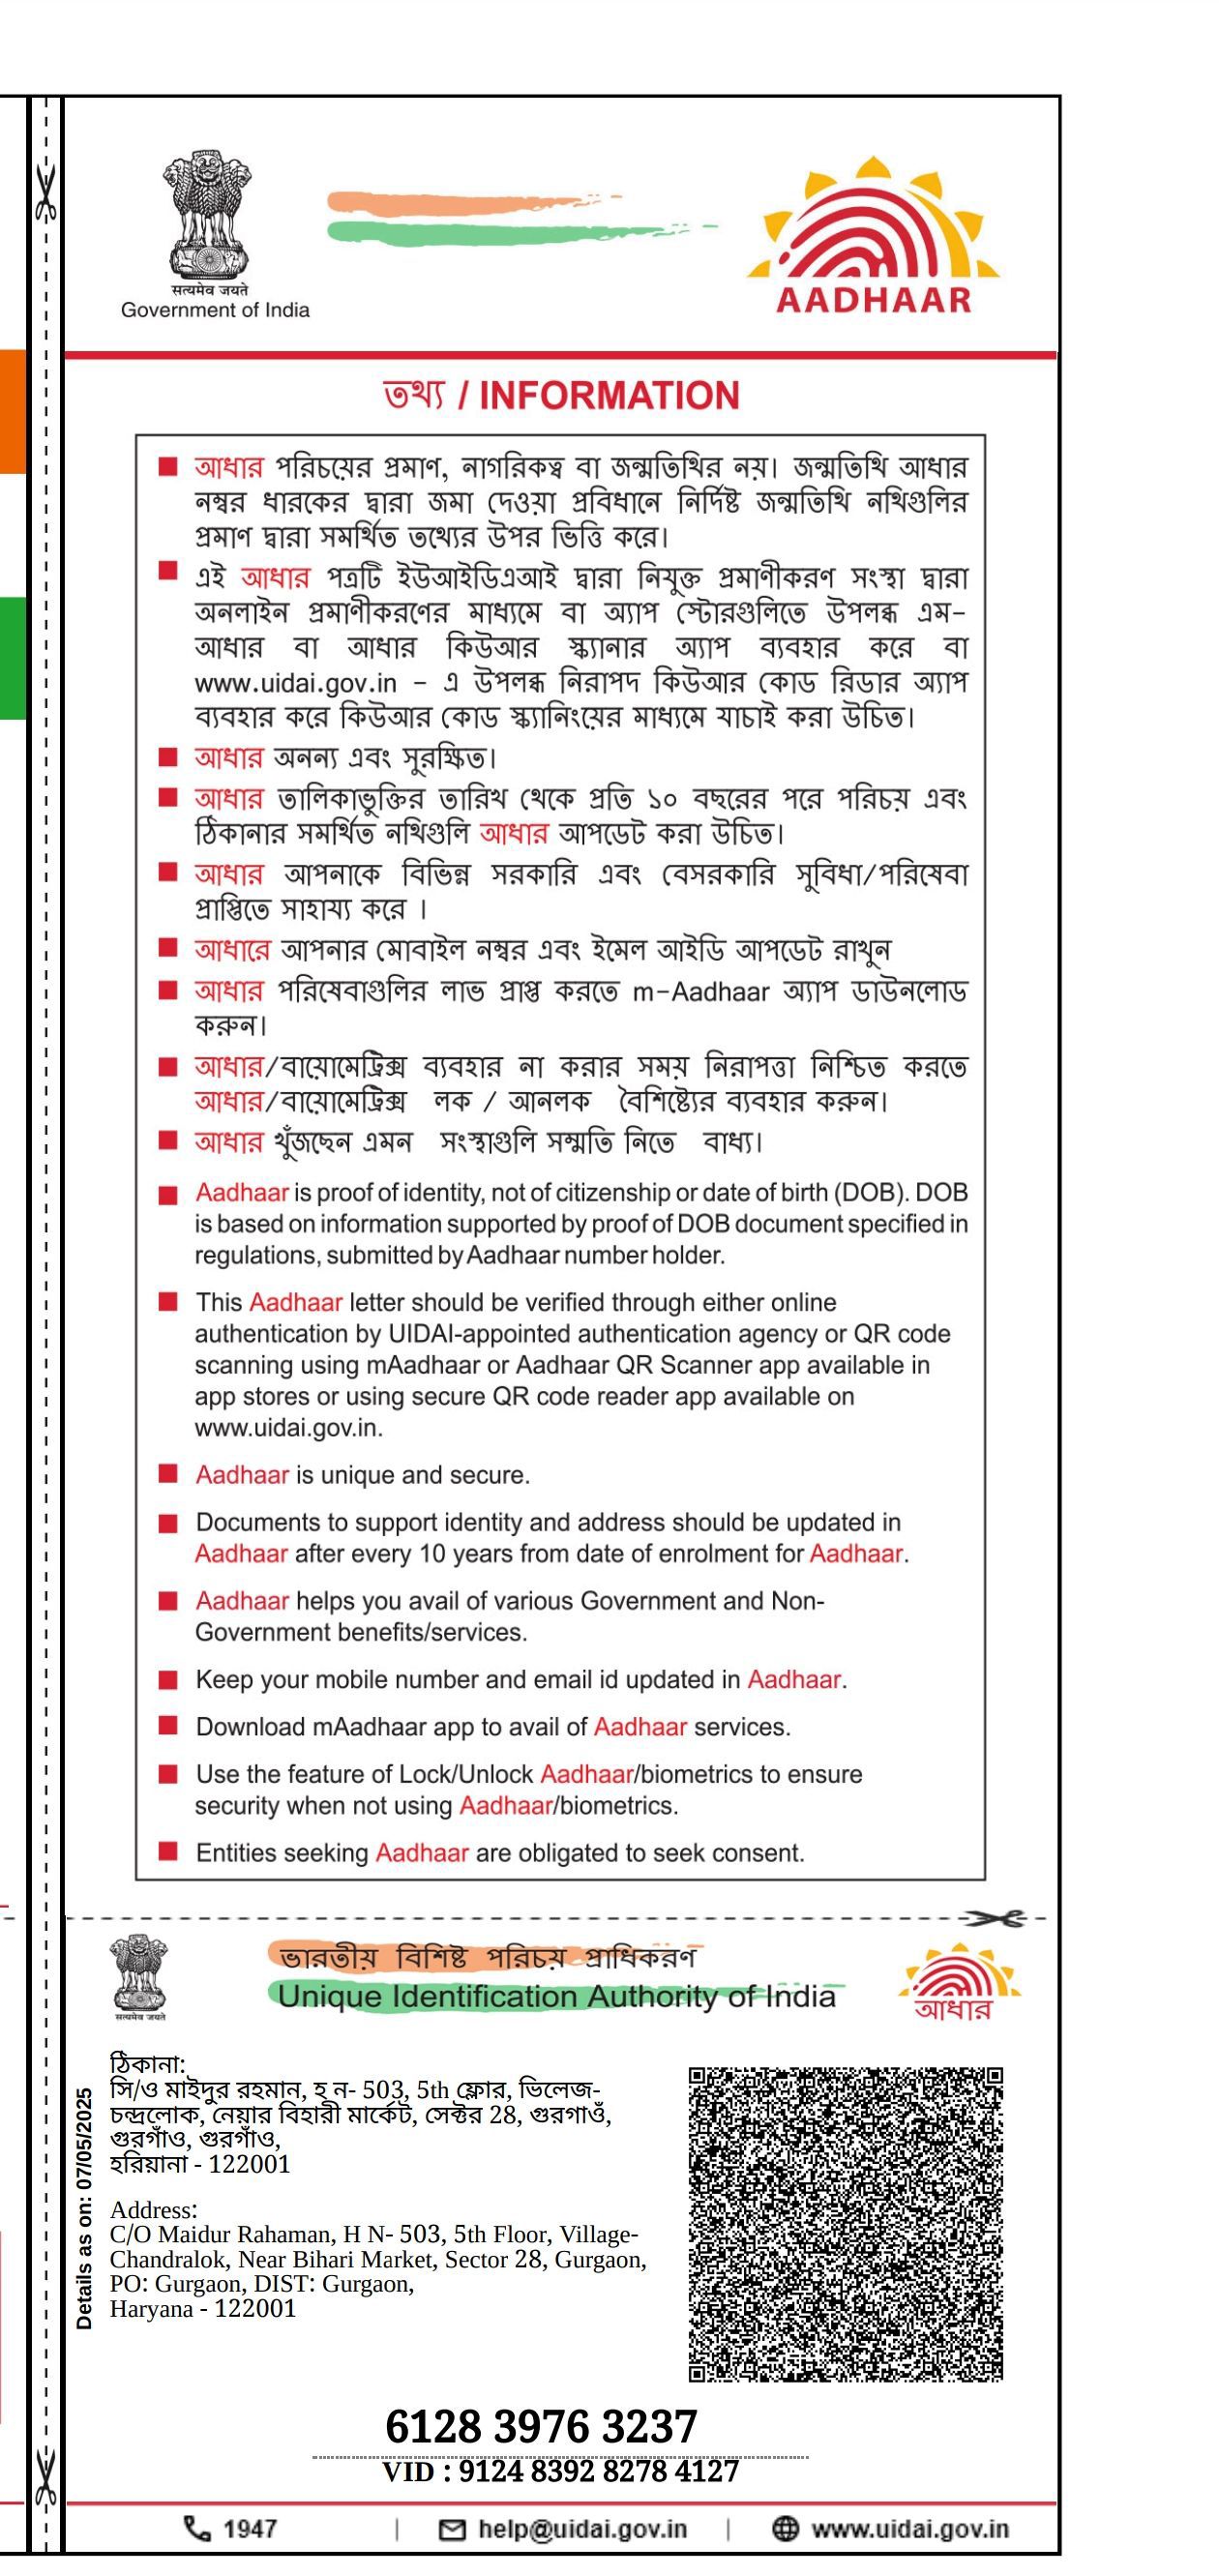 सत्यमेव जयते
Government of India
AADHAAR
তথ্য / INFORMATION
আধার পরিচয়ের প্রমাণ, নাগরিকত্ব বা জন্মতিথির নয়। জন্মতিথি আধার
নম্বর ধারকের দ্বারা জমা দেওয়া প্রবিধানে নির্দিষ্ট জন্মতিথি নথিগুলির
প্রমাণ দ্বারা সমর্থিত তথ্যের উপর ভিত্তি করে।
এই আধার পত্রটি ইউআইডিএআই দ্বারা নিযুক্ত প্রমাণীকরণ সংস্থা দ্বারা
অনলাইন প্রমাণীকরণের মাধ্যমে বা অ্যাপ স্টোরগুলিতে উপলব্ধ এম-
আধার বা আধার কিউআর স্ক্যানার অ্যাপ ব্যবহার করে বা
www.uidai.gov.in - এ উপলব্ধ নিরাপদ কিউআর কোড রিডার অ্যাপ
ব্যবহার করে কিউআর কোড স্ক্যানিংয়ের মাধ্যমে যাচাই করা উচিত।
আধার অনন্য এবং সুরক্ষিত।
আধার তালিকাভুক্তির তারিখ থেকে প্রতি ১০ বছরের পরে পরিচয় এবং
ঠিকানার সমর্থিত নথিগুলি আধার আপডেট করা উচিত।
আধার আপনাকে বিভিন্ন সরকারি এবং বেসরকারি সুবিধা/পরিষেবা
প্রাপ্তিতে সাহায্য করে ।
আধারে আপনার মোবাইল নম্বর এবং ইমেল আইডি আপডেট রাখুন
আধার পরিষেবাগুলির লাভ প্রাপ্ত করতে m-Aadhaar অ্যাপ ডাউনলোড
করুন।
আধার/বায়োমেট্রিক্স ব্যবহার না করার সময় নিরাপত্তা নিশ্চিত করতে
আধার/বায়োমেট্রিক্স লক / আনলক বৈশিষ্ট্যের ব্যবহার করুন।
আধার খুঁজছেন এমন সংস্থাগুলি সম্মতি নিতে বাধ্য।
Aadhaar is proof of identity, not of citizenship or date of birth (DOB). DOB
is based on information supported by proof of DOB document specified in
regulations, submitted by Aadhaar number holder.
This Aadhaar letter should be verified through either online
authentication by UIDAI-appointed authentication agency or QR code
scanning using mAadhaar or Aadhaar QR Scanner app available in
app stores or using secure QR code reader app available on
www.uidai.gov.in.
Aadhaar is unique and secure.
Documents to support identity and address should be updated in
Aadhaar after every 10 years from date of enrolment for Aadhaar.
Aadhaar helps you avail of various Government and Non-
Government benefits/services.
Keep your mobile number and email id updated in Aadhaar.
Download mAadhaar app to avail of Aadhaar services.
Use the feature of Lock/Unlock Aadhaar/biometrics to ensure
security when not using Aadhaar/biometrics.
Entities seeking Aadhaar are obligated to seek consent.
सत्यमेव जयते
ভারতীয় বিশিষ্ট পরিচয় প্রাধিকরণ
Unique Identification Authority of India
আধার
Details as on: 07/05/2025
ঠিকানা:
সি/ও মাইদুর রহমান, হ ন- 503, 5th ফ্লোর, ভিলেজ-
চন্দ্রলোক, নেয়ার বিহারী মার্কেট, সেক্টর 28, গুরগাওঁ,
গুরগাঁও, গুরগাঁও,
হরিয়ানা - 122001
Address:
C/O Maidur Rahaman, H N- 503, 5th Floor, Village-
Chandralok, Near Bihari Market, Sector 28, Gurgaon,
PO: Gurgaon, DIST: Gurgaon,
Haryana - 122001
6128 3976 3237
VID : 9124 8392 8278 4127
1947 | help@uidai.gov.in | www.uidai.gov.in